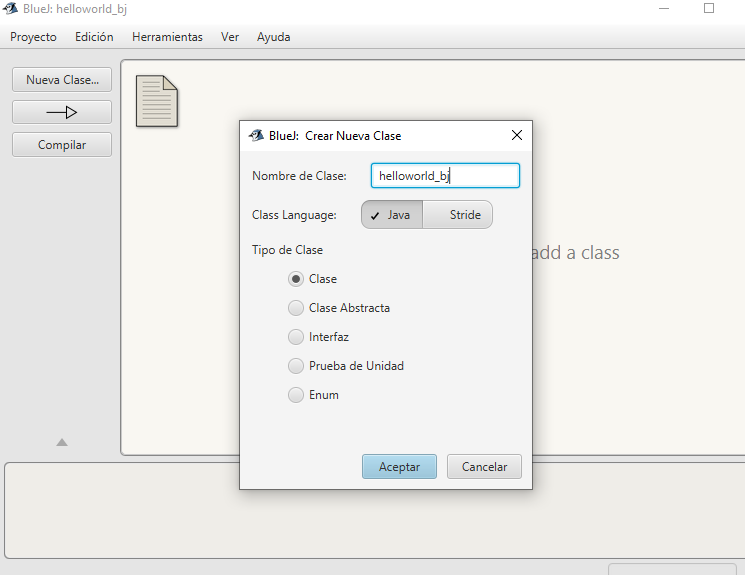 BlueJ: helloworld_bj
Proyecto Edición Herramientas Ver Ayuda
Nueva Clase...
Compilar
add a class
BlueJ: Crear Nueva Clase
Nombre de Clase: helloworld_bj
Class Language: Java Stride
Tipo de Clase
Clase
Clase Abstracta
Interfaz
Prueba de Unidad
Enum
Aceptar Cancelar